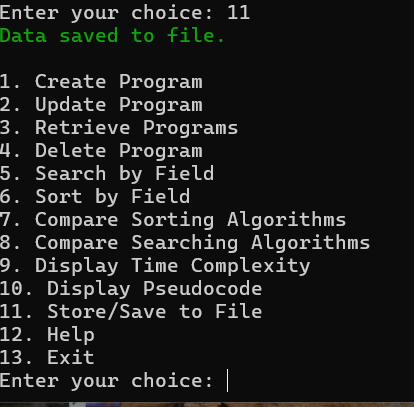 Enter your choice: 11
Data saved to file.
1. Create Program
2. Update Program
3. Retrieve Programs
4. Delete Program
5. Search by Field
6. Sort by Field
7. Compare Sorting Algorithms
8. Compare Searching Algorithms
9. Display Time Complexity
10. Display Pseudocode
11. Store/Save to File
12. Help
13. Exit
Enter your choice: